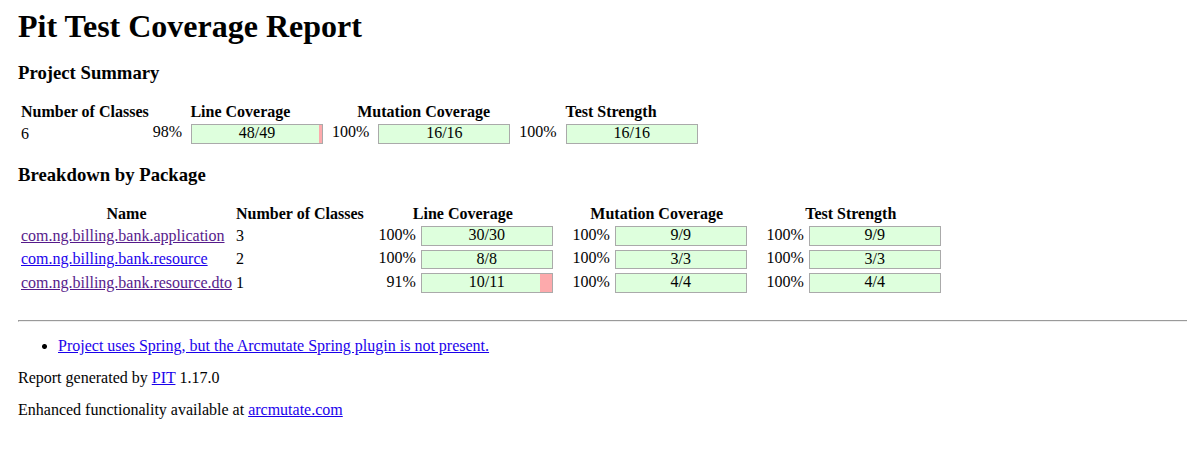 Pit Test Coverage Report
Project Summary
Number of Classes Line Coverage Mutation Coverage Test Strength
6 98% 48/49 100% 16/16 100% 16/16
Breakdown by Package
Name Number of Classes Line Coverage Mutation Coverage Test Strength
com.ng.billing.bank.application 3 100% 30/30 100% 9/9 100% 9/9
com.ng.billing.bank.resource 2 100% 8/8 100% 3/3 100% 3/3
com.ng.billing.bank.resource.dto 1 91% 10/11 100% 4/4 100% 4/4
• Project uses Spring, but the Arcmutate Spring plugin is not present.
Report generated by PIT 1.17.0
Enhanced functionality available at arcmutate.com